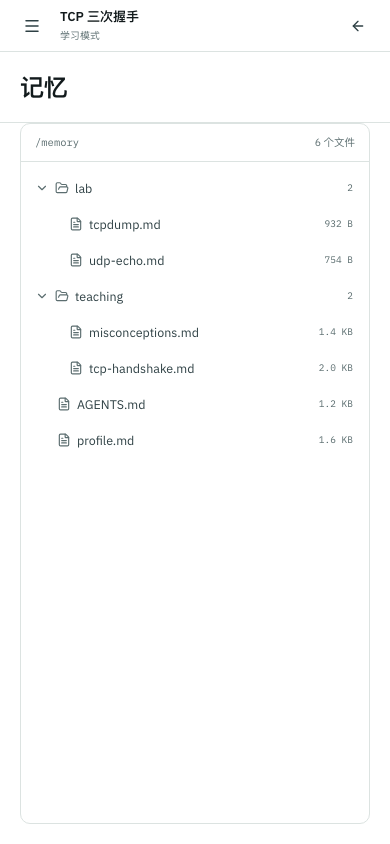 TCP 三次握手
学习模式
记忆
/memory 6 个文件
lab 2
tcpdump.md 932 B
udp-echo.md 754 B
teaching 2
misconceptions.md 1.4 KB
tcp-handshake.md 2.0 KB
AGENTS.md 1.2 KB
profile.md 1.6 KB